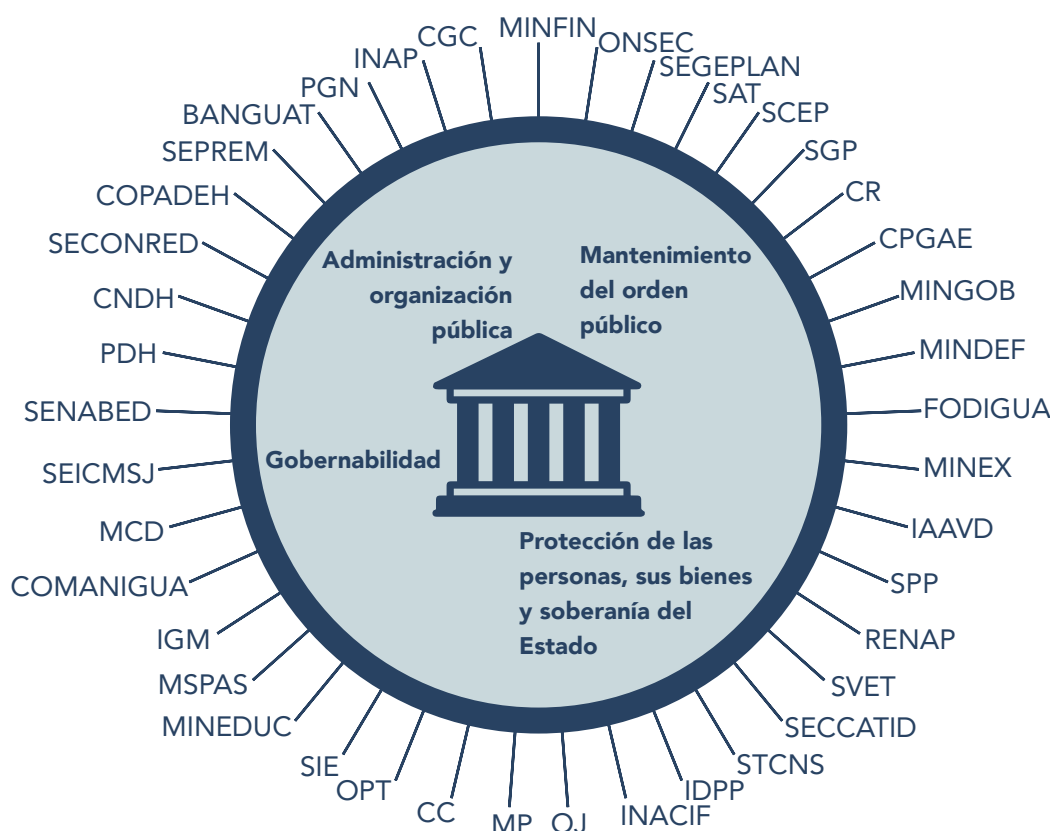 MINFIN
ONSEC
SEGEPLAN
SAT
SCEP
SGP
CR
CPGAE
MINGOB
MINDEF
FODIGUA
MINEX
IAAVD
SPP
RENAP
SVET
SECCATID
STCNS
IDPP
INACIF
OJ
MP
CC
OPT
SIE
MINEDUC
MSPAS
IGM
COMANIGUA
MCD
SEICMSJ
SENABED
PDH
CNDH
SECONRED
COPADEH
SEPREM
BANGUAT
PGN
INAP
CGC
Administración y
organización
pública
Mantenimiento
del orden
público
Gobernabilidad
Protección de las
personas, sus bienes
y soberanía del
Estado